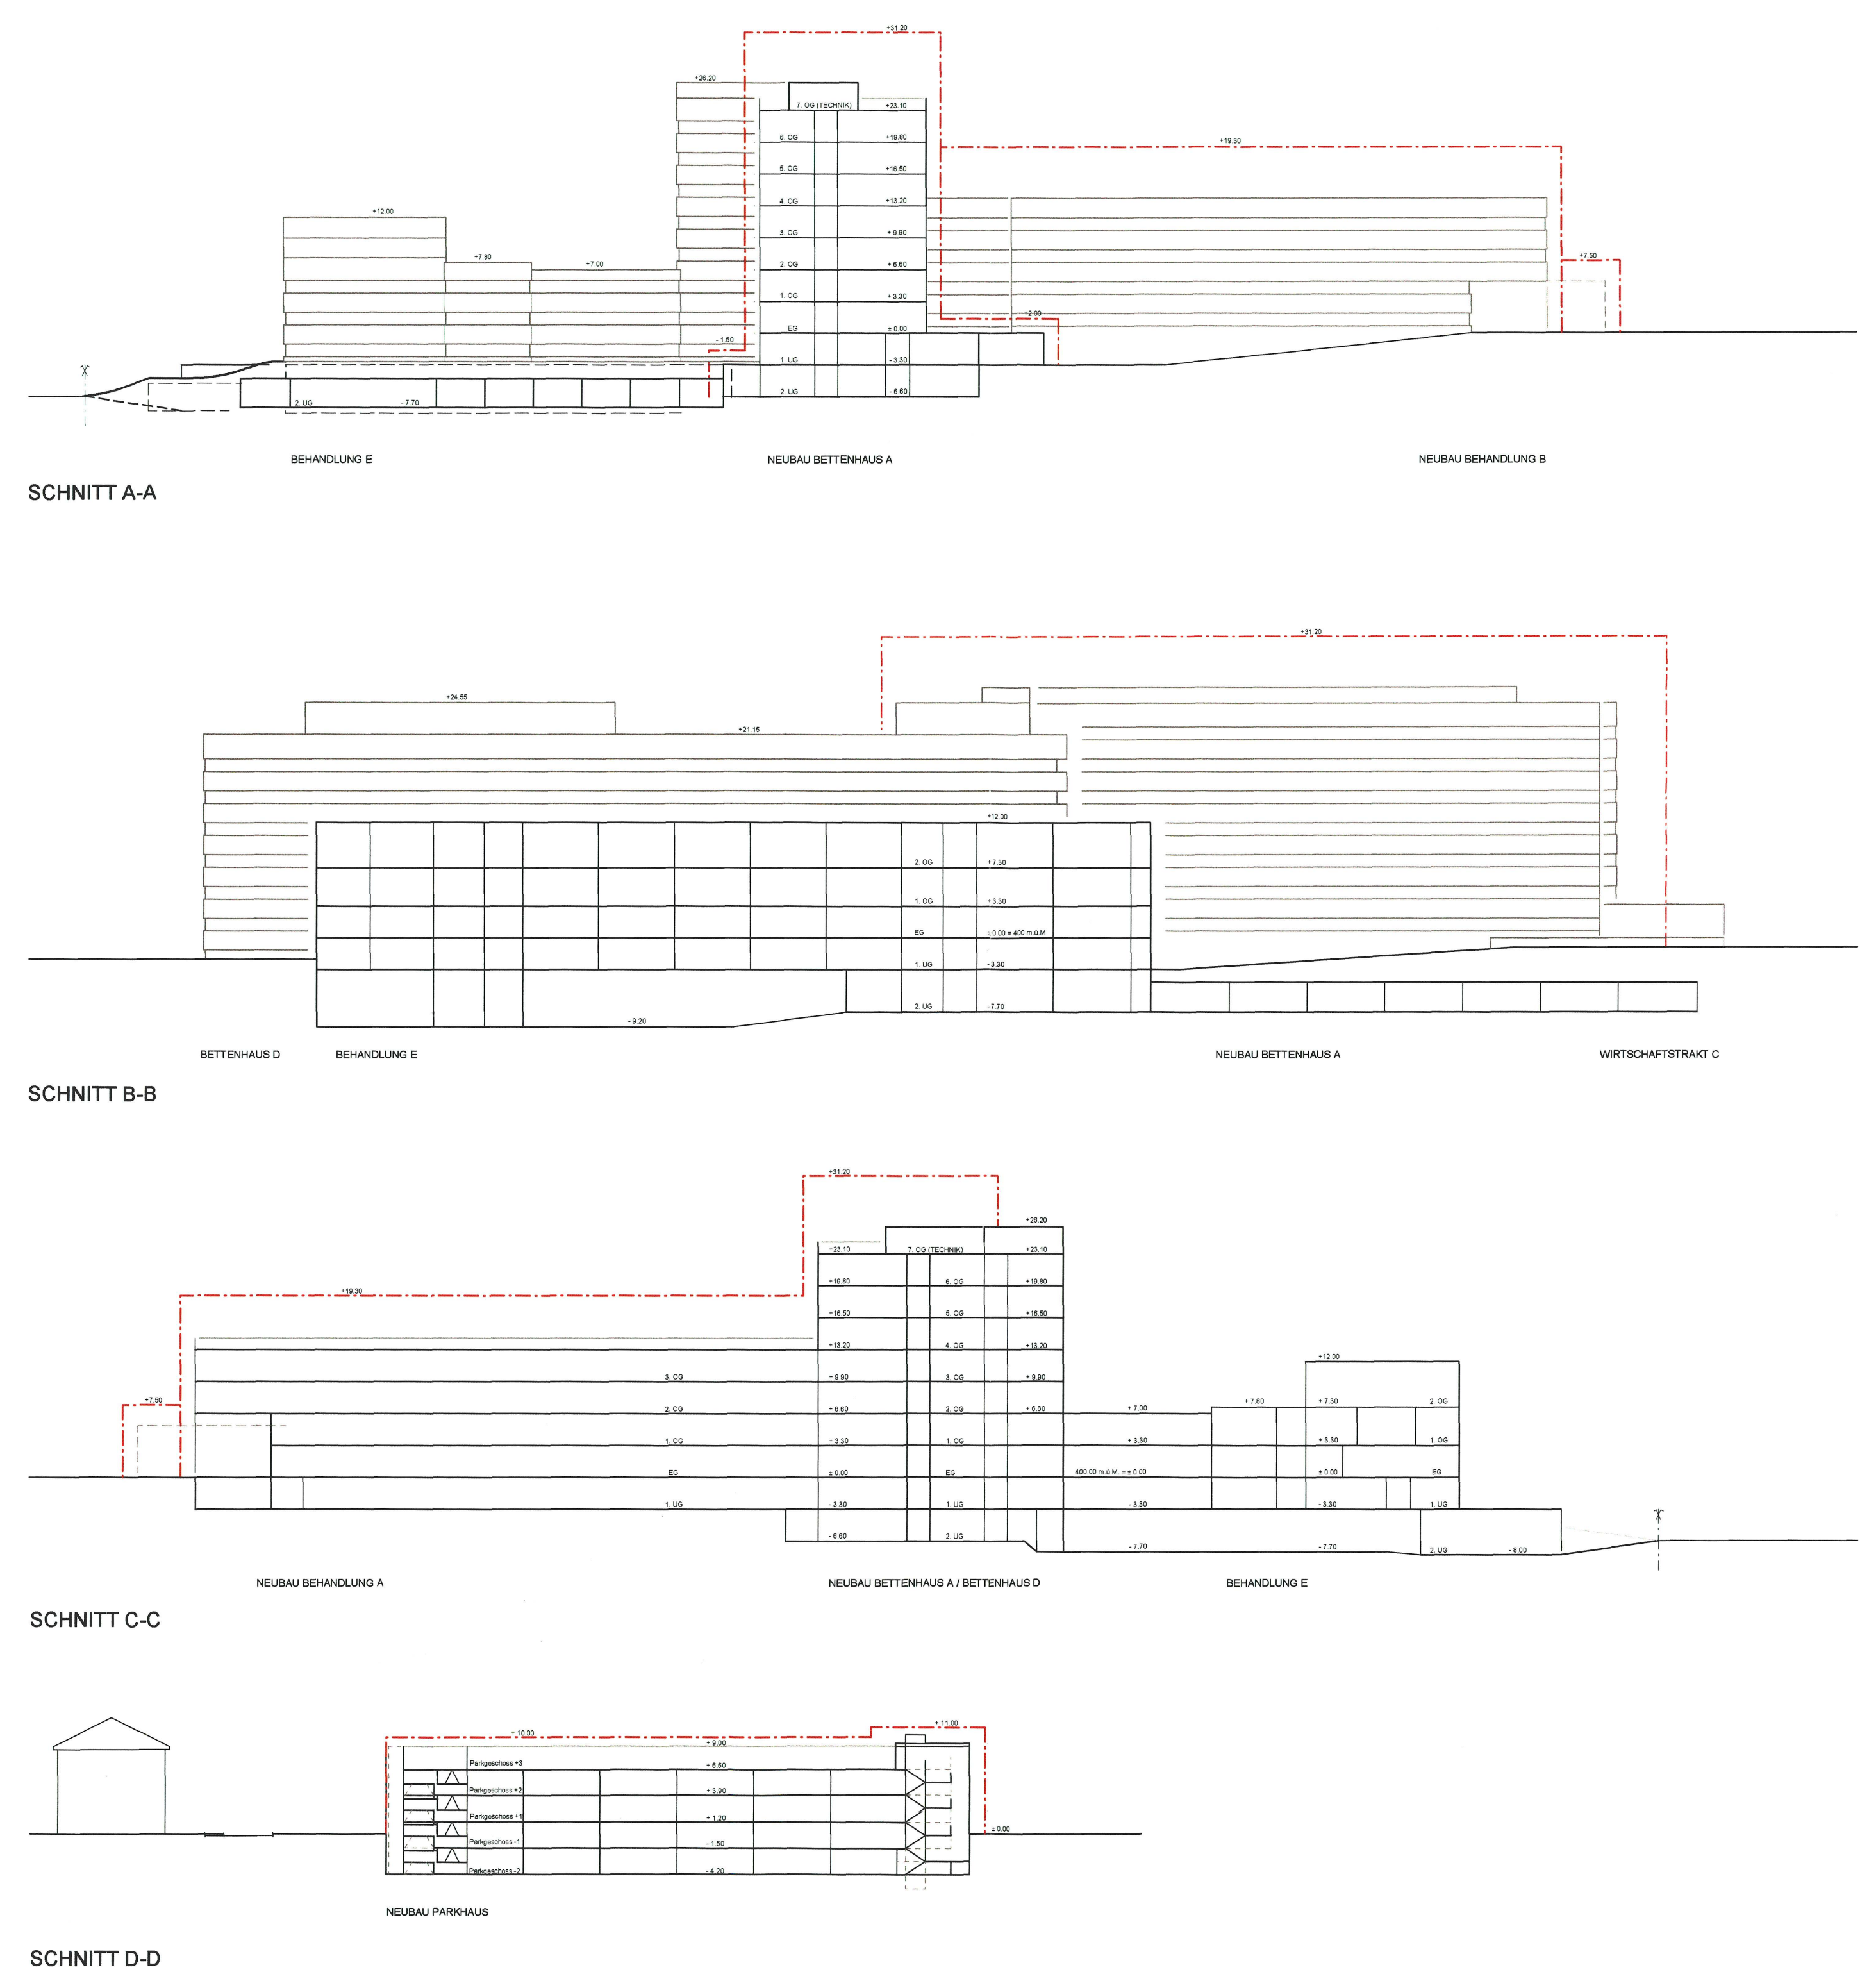 +31.20
+26.20
7. OG (TECHNIK) +23.10
6. OG +19.80
+19.30
5. OG +16.50
4. OG +13.20
+12.00
3. OG + 9.90
+7.80
+7.00
2. OG + 6.60
+7.50
1. OG + 3.30
+2.00
EG ± 0.00
- 1.50
1. UG - 3.30
2. UG - 6.60
2. UG - 7.70
BEHANDLUNG E NEUBAU BETTENHAUS A NEUBAU BEHANDLUNG B
SCHNITT A-A
+31.20
+24.55
+21.15
+12.00
2. OG +7.30
1. OG +3.30
EG ± 0.00 = 400 m.ü.M
1. UG -3.30
2. UG -7.70
- 9.20
BETTENHAUS D BEHANDLUNG E NEUBAU BETTENHAUS A WIRTSCHAFTSTRAKT C
SCHNITT B-B
+31.20
+26.20
+23.10 7. OG (TECHNIK) +23.10
+19.80 6. OG +19.80
+19.30
+16.50 5. OG +16.50
+13.20 4. OG +13.20
+12.00
3. OG + 9.90 3. OG + 9.90
+7.50
+ 7.80 + 7.30 2. OG
2. OG + 6.60 2. OG + 6.60 + 7.00
1. OG + 3.30 1. OG + 3.30 + 3.30 1. OG
EG ± 0.00 EG 400.00 m.ü.M. = ± 0.00 ± 0.00 EG
1. UG - 3.30 1. UG - 3.30 - 3.30 1. UG
- 6.60 2. UG
- 7.70 - 7.70 2. UG - 8.00
NEUBAU BEHANDLUNG A NEUBAU BETTENHAUS A / BETTENHAUS D BEHANDLUNG E
SCHNITT C-C
+ 11.00
+ 10.00
+ 9.00
Parkgeschoss +3 + 6.60
Parkgeschoss +2 + 3.90
Parkgeschoss +1 + 1.20
± 0.00
Parkgeschoss -1 - 1.50
Parkgeschoss -2 - 4.20
NEUBAU PARKHAUS
SCHNITT D-D